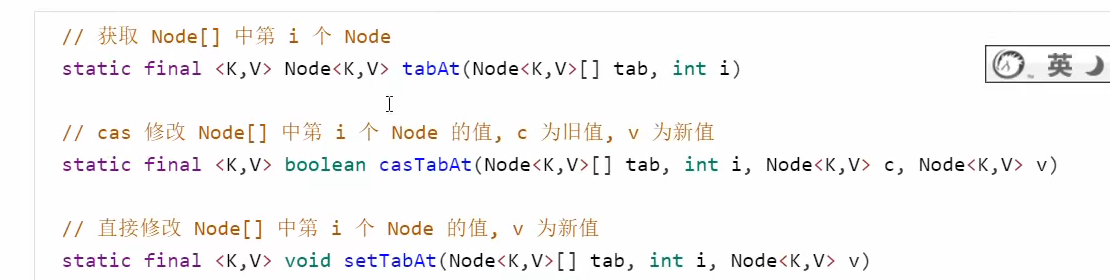 // 获取 Node[] 中第 i 个 Node
static final <K,V> Node<K,V> tabAt(Node<K,V>[] tab, int i)
英
// cas 修改 Node[] 中第 i 个 Node 的值, c 为旧值, v 为新值
static final <K,V> boolean casTabAt(Node<K,V>[] tab, int i, Node<K,V> c, Node<K,V> v)
// 直接修改 Node[] 中第 i 个 Node 的值, v 为新值
static final <K,V> void setTabAt(Node<K,V>[] tab, int i, Node<K,V> v)